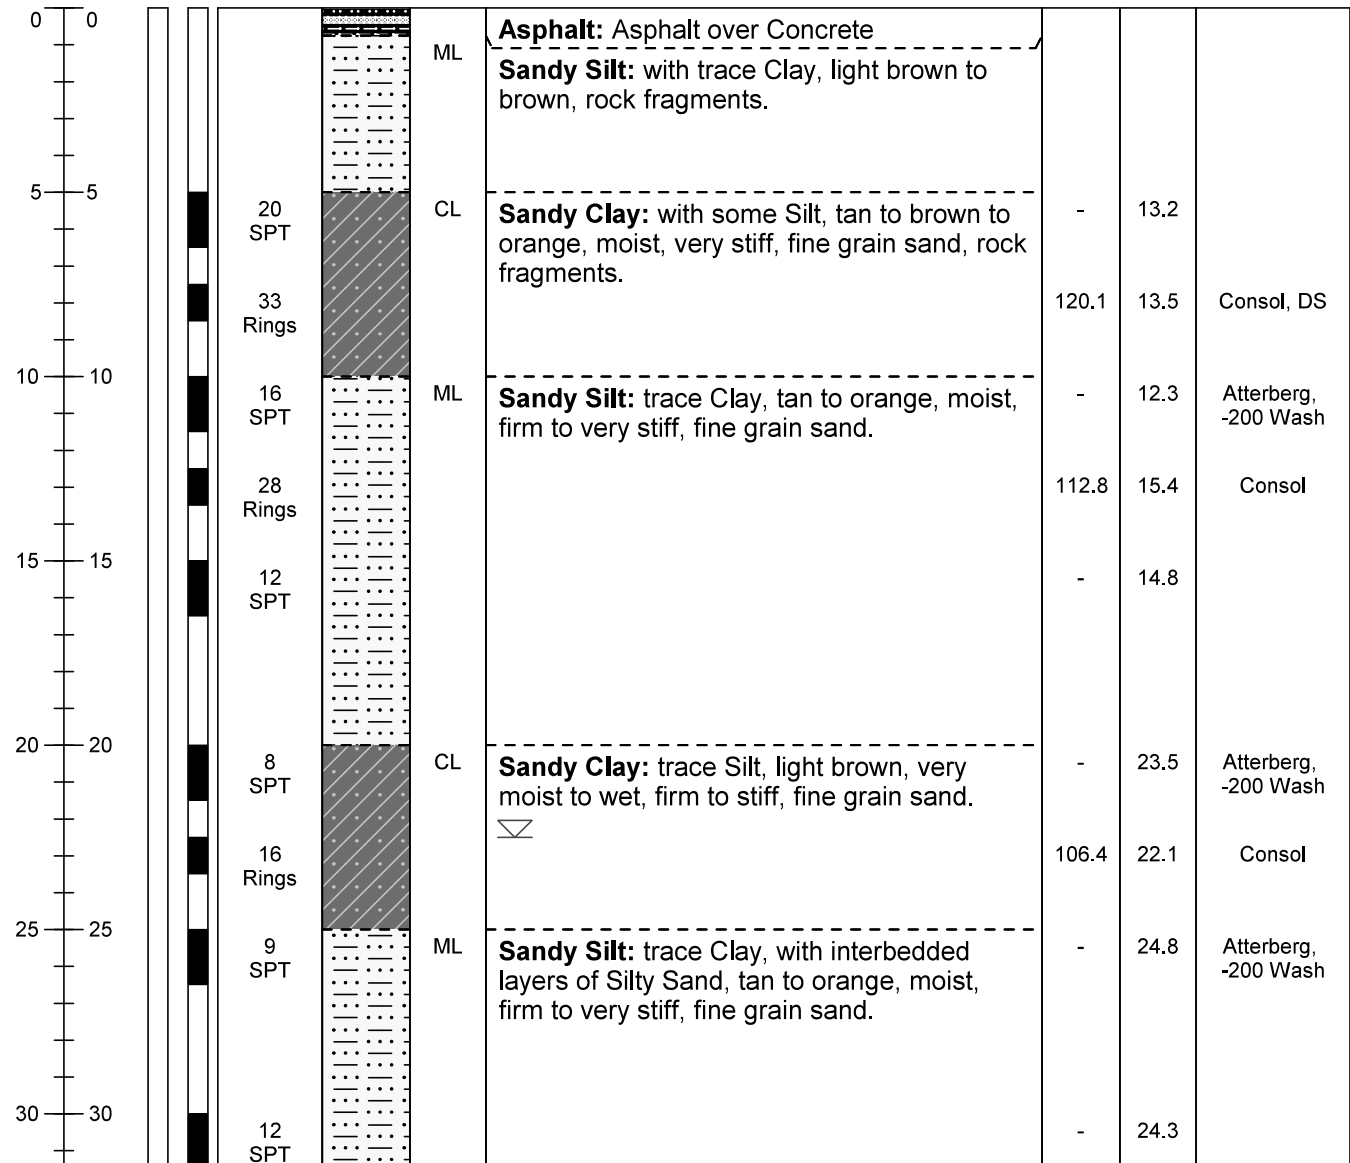 0 0
Asphalt: Asphalt over Concrete
ML
Sandy Silt: with trace Clay, light brown to
brown, rock fragments.
5 5
20
SPT
CL
Sandy Clay: with some Silt, tan to brown to
orange, moist, very stiff, fine grain sand, rock
fragments.
- 13.2
33
Rings
120.1 13.5 Consol, DS
10 10
16
SPT
ML
Sandy Silt: trace Clay, tan to orange, moist,
firm to very stiff, fine grain sand.
- 12.3 Atterberg,
-200 Wash
28
Rings
112.8 15.4 Consol
15 15
12
SPT
- 14.8
20 20
8
SPT
CL
Sandy Clay: trace Silt, light brown, very
moist to wet, firm to stiff, fine grain sand.
- 23.5 Atterberg,
-200 Wash
16
Rings
106.4 22.1 Consol
25 25
9
SPT
ML
Sandy Silt: trace Clay, with interbedded
layers of Silty Sand, tan to orange, moist,
firm to very stiff, fine grain sand.
- 24.8 Atterberg,
-200 Wash
30 30
12
SPT
- 24.3